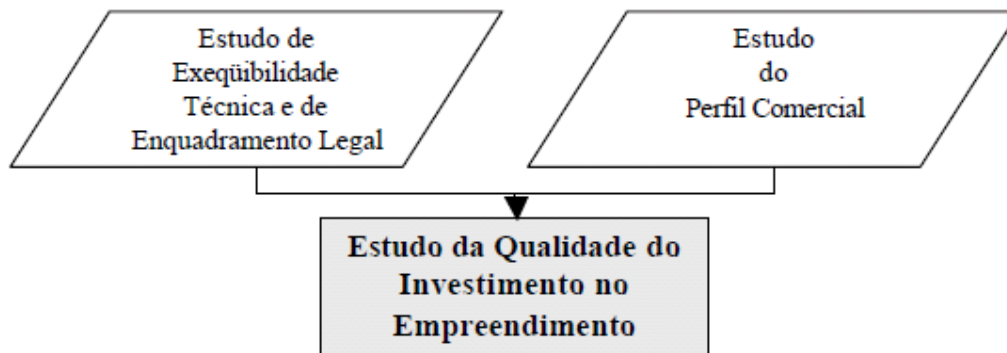 Estudo de
Exeqüibilidade
Técnica e de
Enquadramento Legal
Estudo
do
Perfil Comercial
Estudo da Qualidade do
Investimento no
Empreendimento